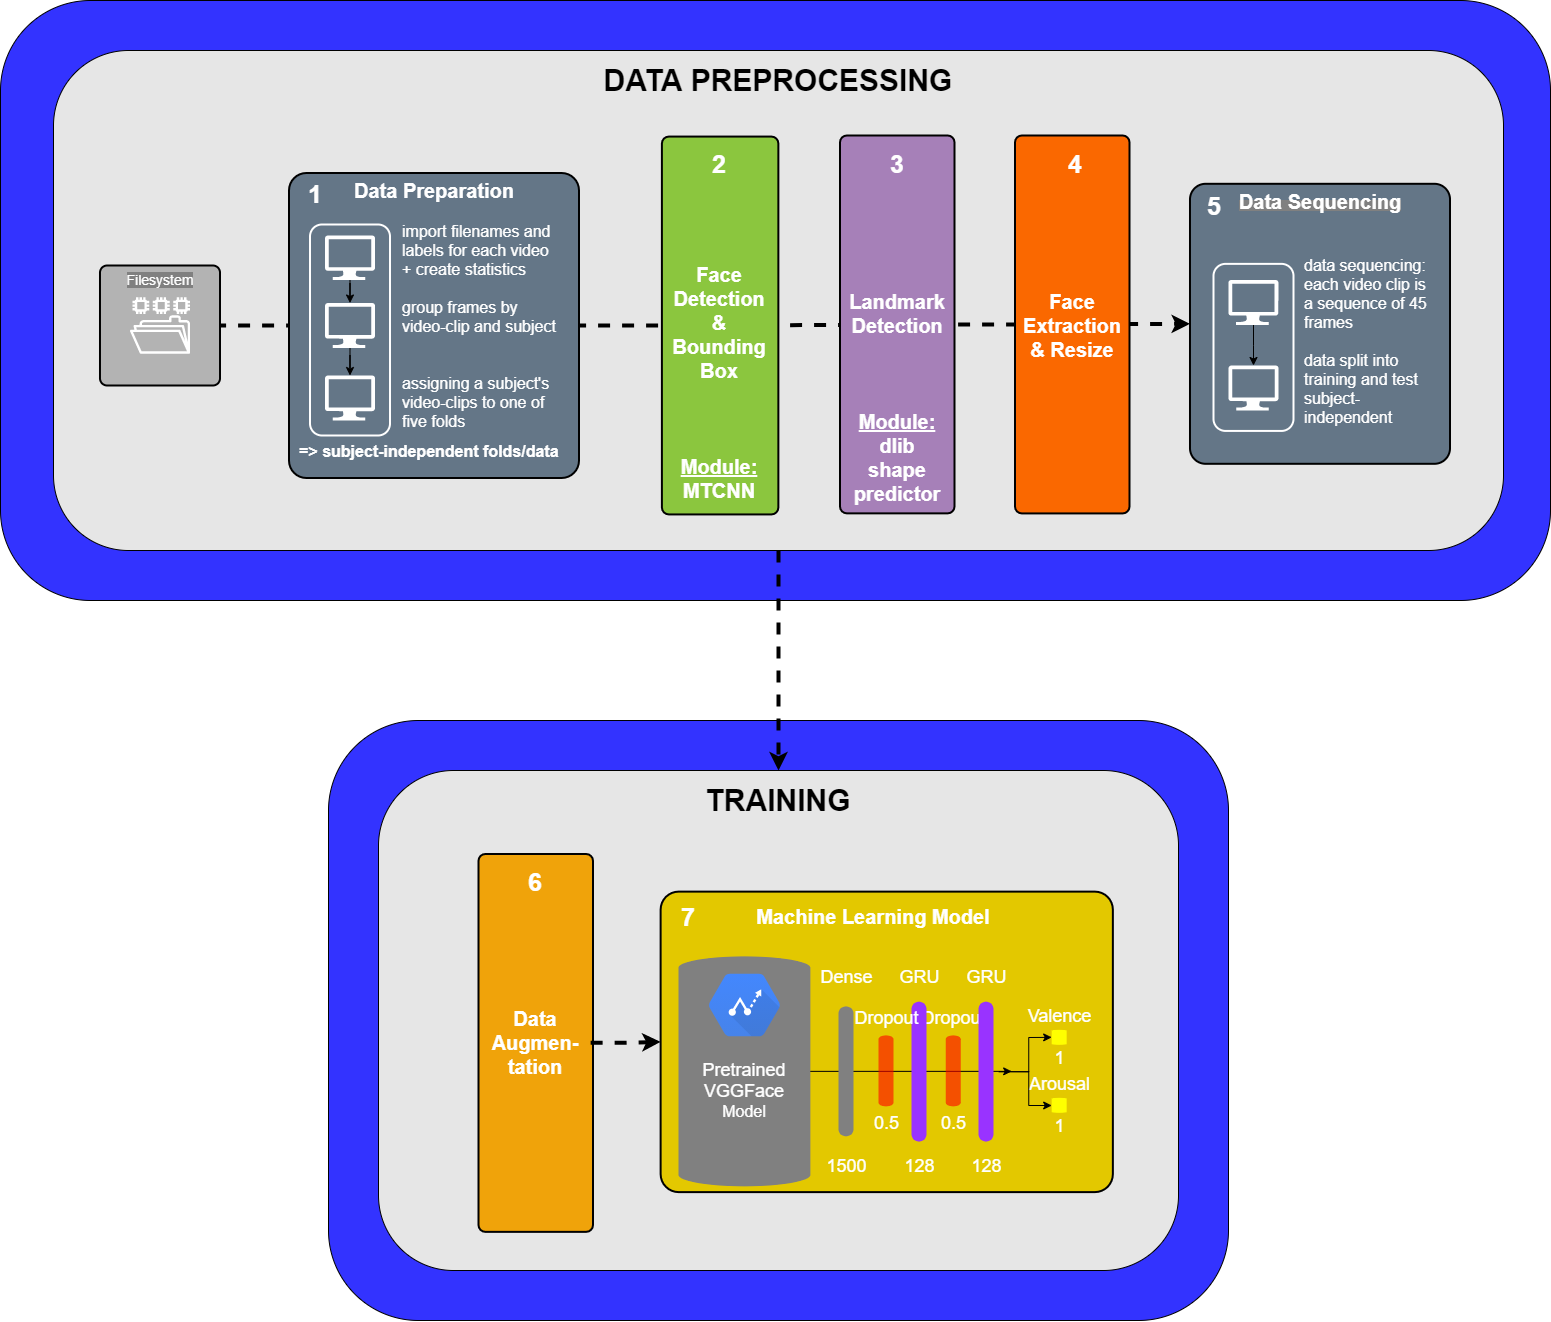 DATA PREPROCESSING
Filesystem
1
Data Preparation
import filenames and
labels for each video
+ create statistics
group frames by
video-clip and subject
assigning a subject's
video-clips to one of
five folds
=> subject-independent folds/data
2
Face
Detection
&
Bounding
Box
Module:
MTCNN
3
Landmark
Detection
Module:
dlib
shape
predictor
4
Face
Extraction
& Resize
5
Data Sequencing
data sequencing:
each video clip is
a sequence of 45
frames
data split into
training and test
subject-
independent
TRAINING
6
Data
Augmen-
tation
7
Machine Learning Model
Pretrained
VGGFace
Model
Dense
1500
Dropout
0.5
GRU
128
Dropou
0.5
GRU
128
Valence
1
Arousal
1